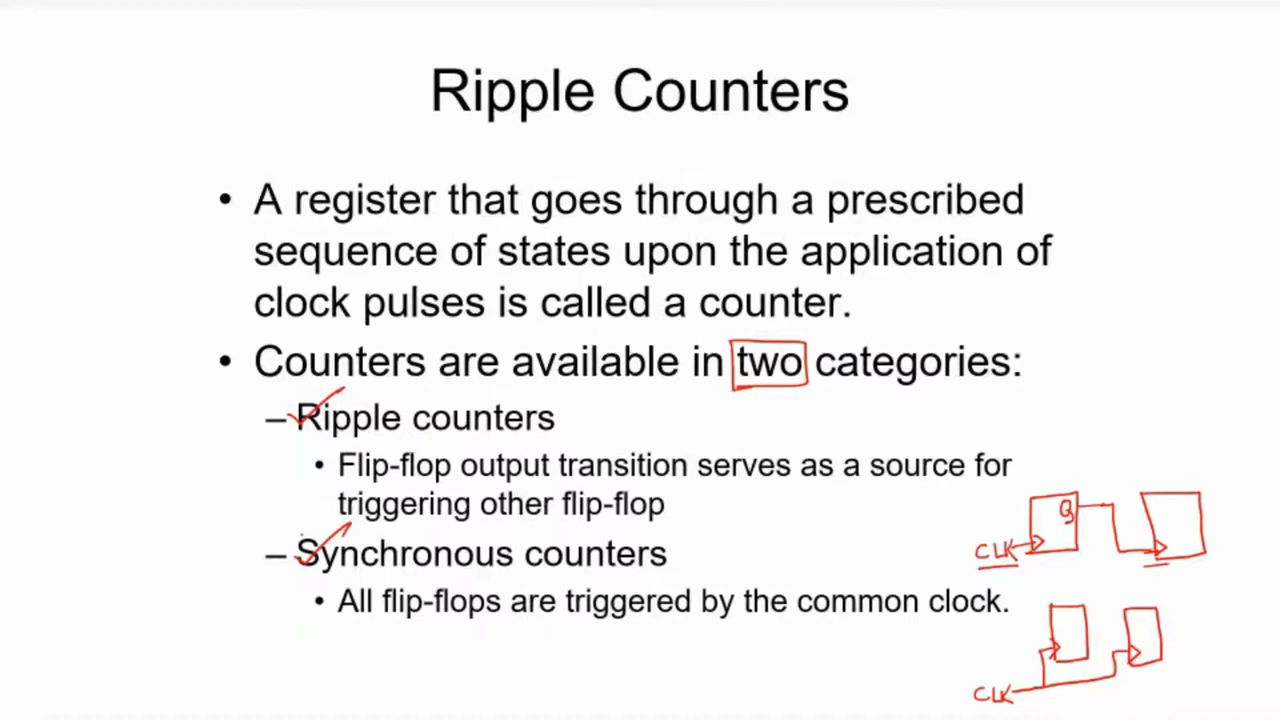 Ripple Counters
• A register that goes through a prescribed
sequence of states upon the application of
clock pulses is called a counter.
• Counters are available in two categories:
– Ripple counters
• Flip-flop output transition serves as a source for
triggering other flip-flop
Q
CLK
– Synchronous counters
• All flip-flops are triggered by the common clock.
CLK